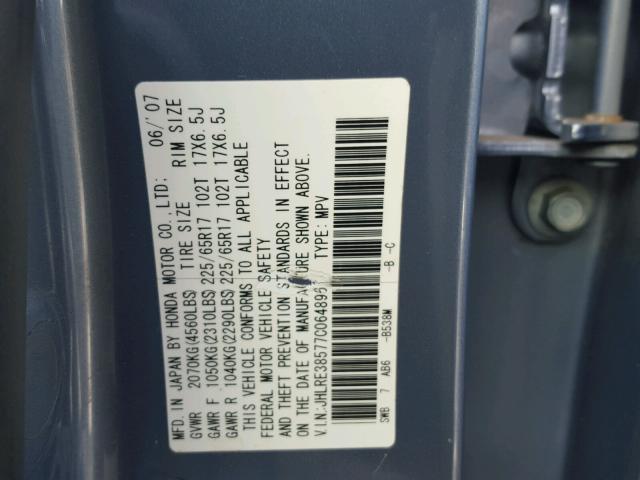 MFD. IN JAPAN BY HONDA MOTOR CO.,LTD: 06/'07
GVWR 2070KG(4560LBS) TIRE SIZE RIM SIZE
GAWR F 1050KG(2310LBS) 225/65R17 102T 17X6.5J
GAWR R 1040KG(2290LBS) 225/65R17 102T 17X6.5J
THIS VEHICLE CONFORMS TO ALL APPLICABLE
FEDERAL MOTOR VEHICLE SAFETY
AND THEFT PREVENTION STANDARDS IN EFFECT
ON THE DATE OF MANUFACTURE SHOWN ABOVE.
V.I.N.:JHLRE38577C064896 TYPE: MPV
SWB 7 AB6 -B538M -B -C